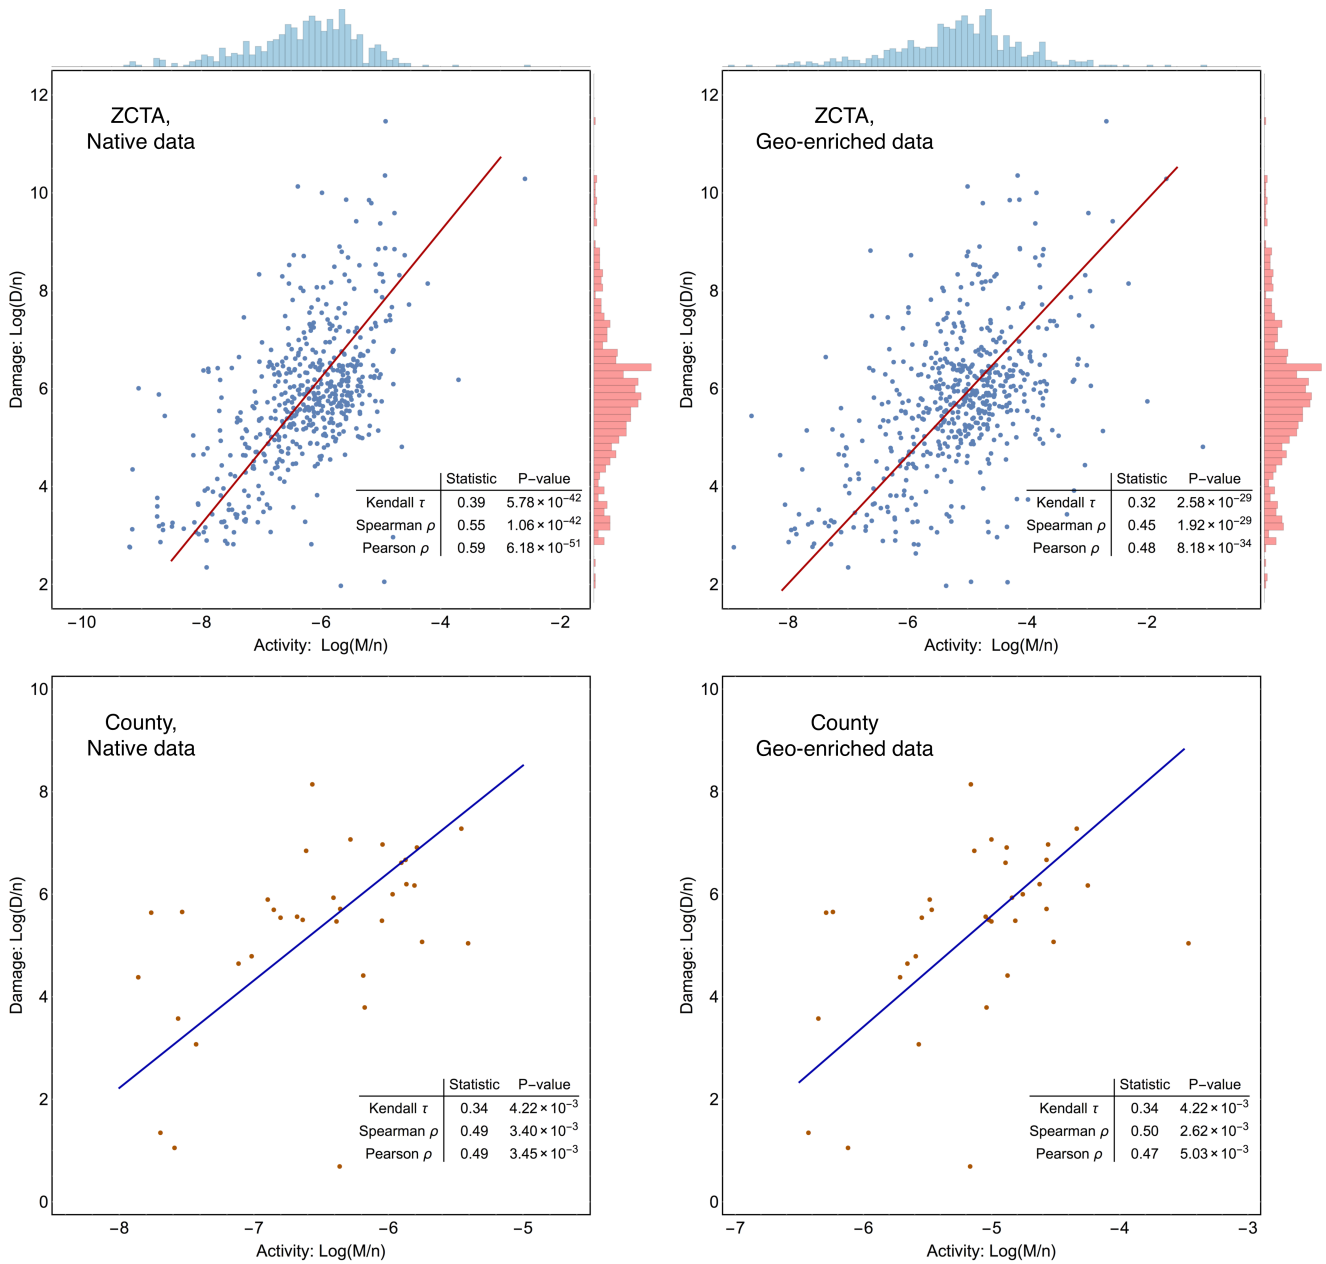 ZCTA,
Native data
12
10
8
6
4
2
Damage: Log(D/n)
Statistic P−value
Kendall τ 0.39 5.78×10⁻⁴²
Spearman ρ 0.55 1.06×10⁻⁴²
Pearson ρ 0.59 6.18×10⁻⁵¹
−10 −8 −6 −4 −2
Activity: Log(M/n)
ZCTA,
Geo-enriched data
12
10
8
6
4
2
Damage: Log(D/n)
Statistic P−value
Kendall τ 0.32 2.58×10⁻²⁹
Spearman ρ 0.45 1.92×10⁻²⁹
Pearson ρ 0.48 8.18×10⁻³⁴
−8 −6 −4 −2
Activity: Log(M/n)
County,
Native data
10
8
6
4
2
0
Damage: Log(D/n)
Statistic P−value
Kendall τ 0.34 4.22×10⁻³
Spearman ρ 0.49 3.40×10⁻³
Pearson ρ 0.49 3.45×10⁻³
−8 −7 −6 −5
Activity: Log(M/n)
County
Geo-enriched data
10
8
6
4
2
0
Damage: Log(D/n)
Statistic P−value
Kendall τ 0.34 4.22×10⁻³
Spearman ρ 0.50 2.62×10⁻³
Pearson ρ 0.47 5.03×10⁻³
−7 −6 −5 −4 −3
Activity: Log(M/n)